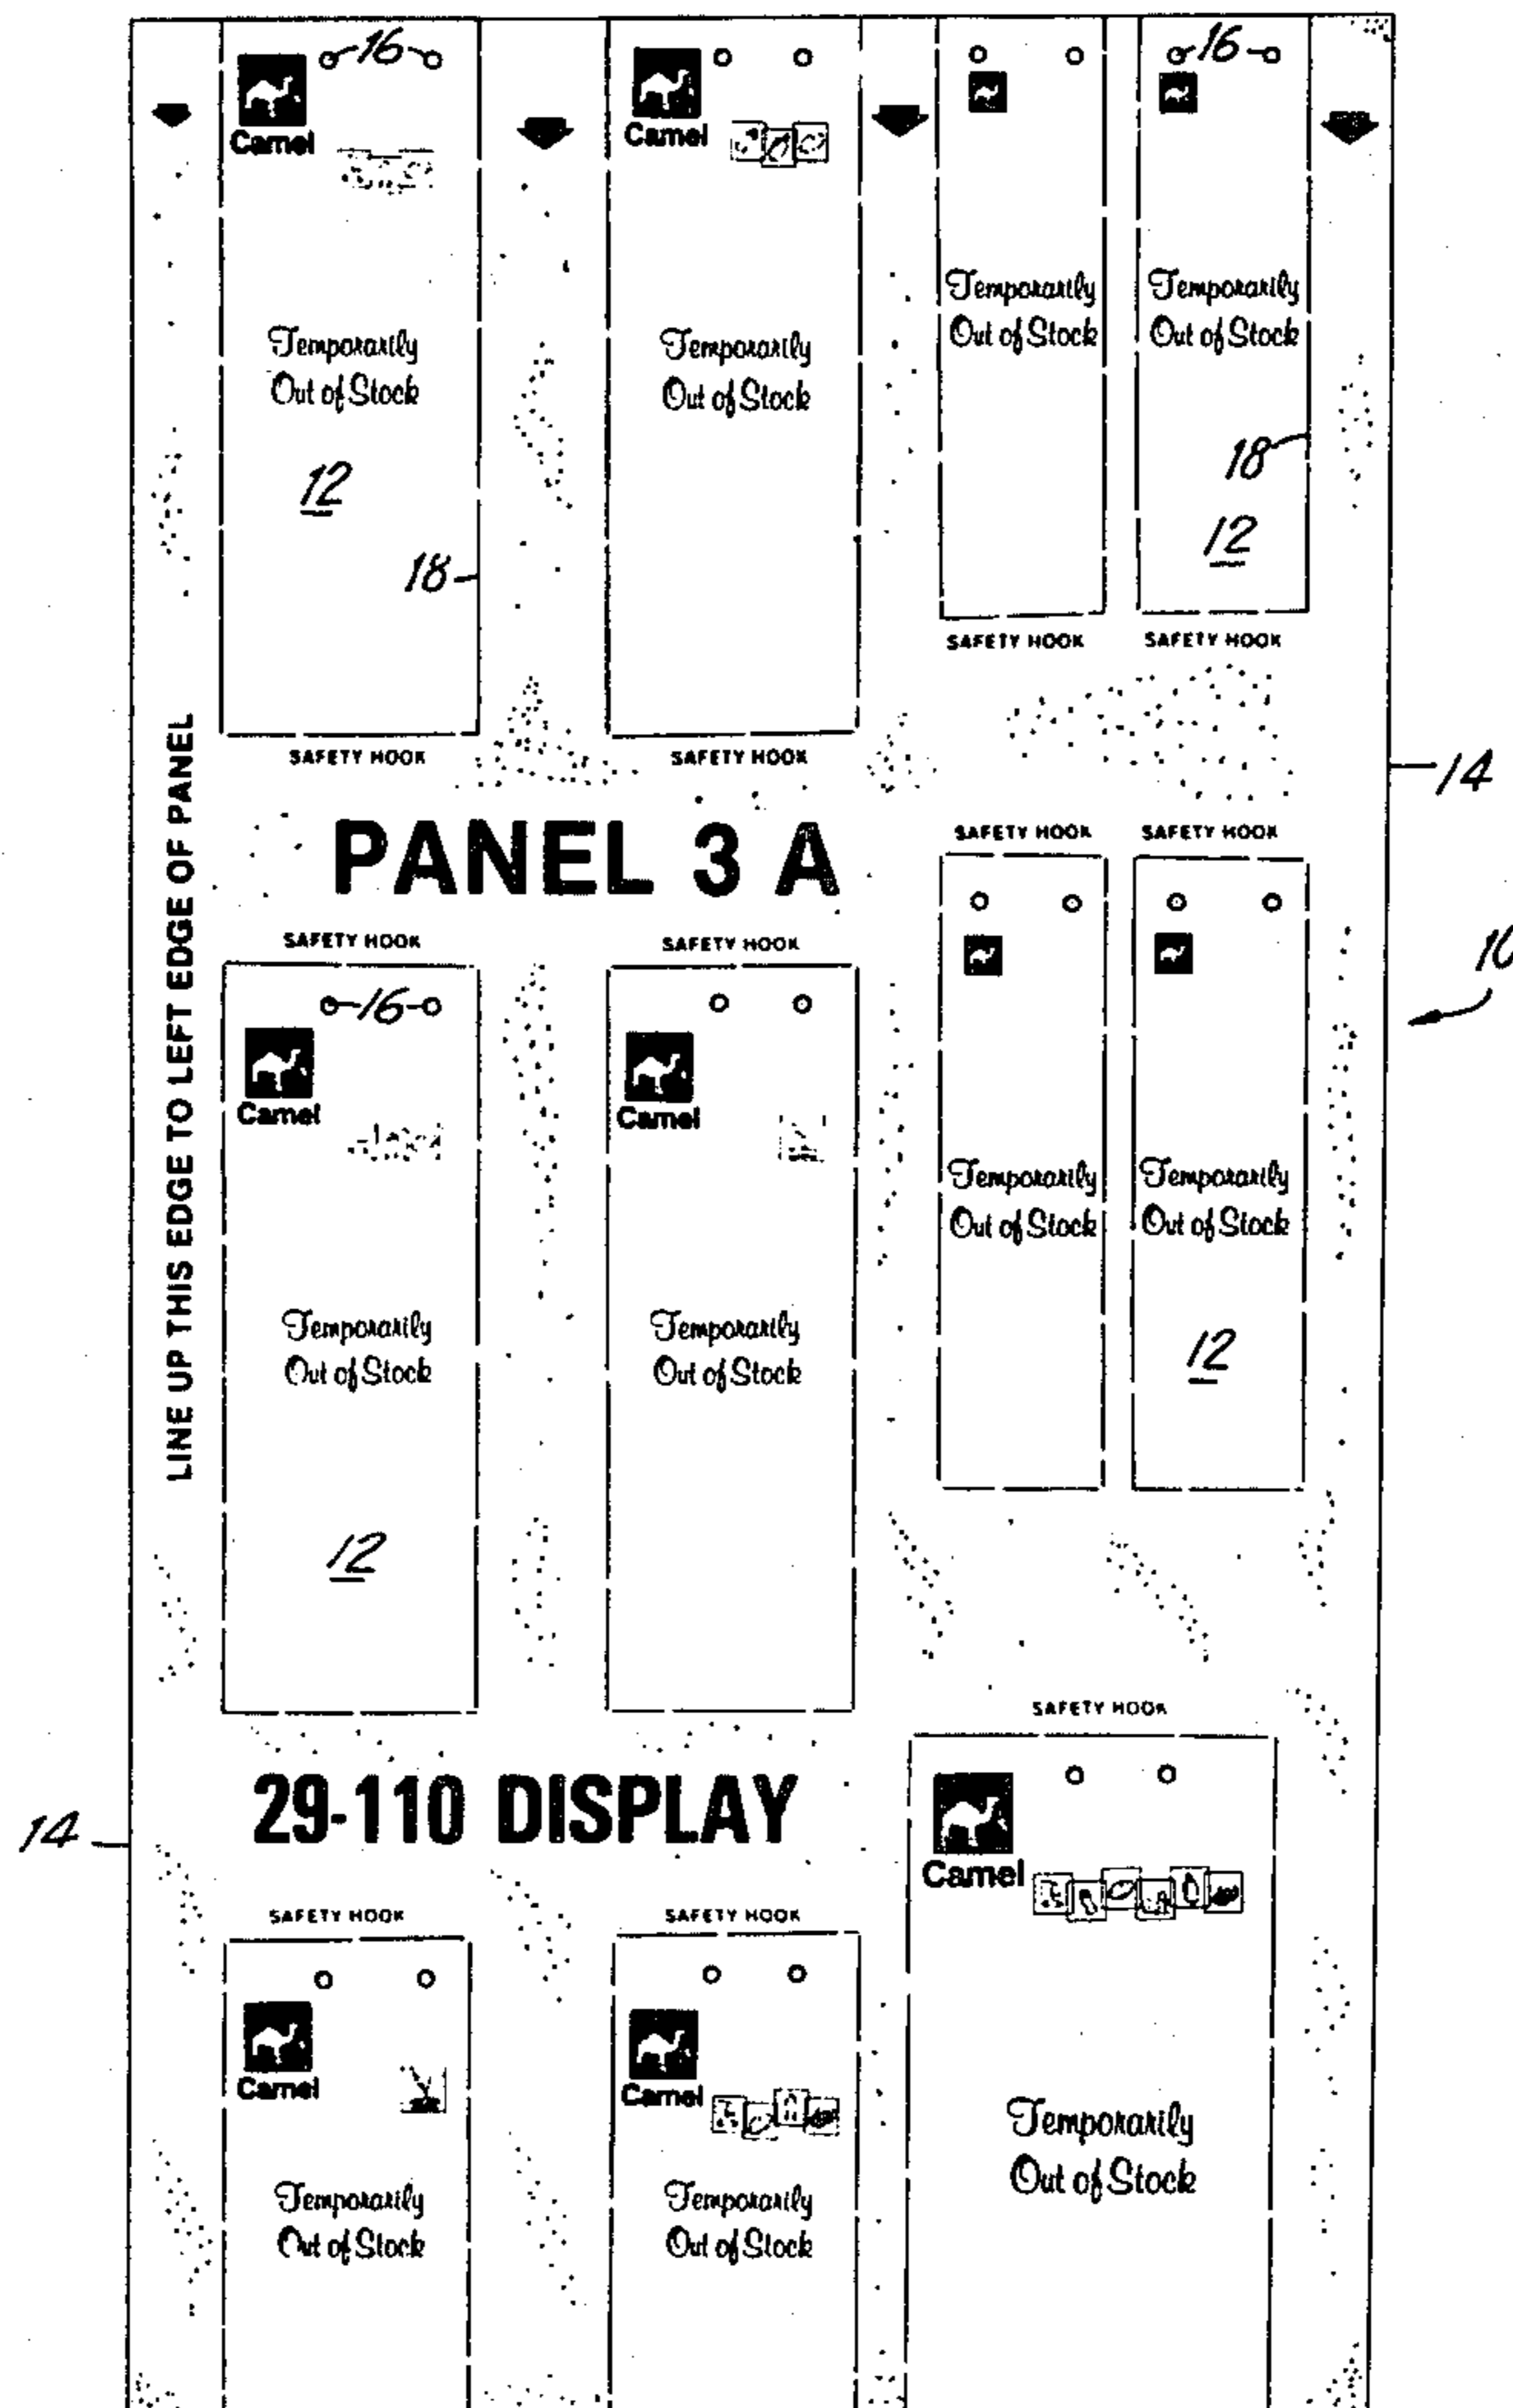 16
16
Camel
Camel
Temporarily
Out of Stock
Temporarily
Out of Stock
Temporarily
Out of Stock
Temporarily
Out of Stock
12
18
18
12
SAFETY HOOK
SAFETY HOOK
SAFETY HOOK
SAFETY HOOK
14
LINE UP THIS EDGE TO LEFT EDGE OF PANEL
PANEL 3 A
SAFETY HOOK
SAFETY HOOK
SAFETY HOOK
SAFETY HOOK
10
16
Camel
Camel
Temporarily
Out of Stock
Temporarily
Out of Stock
Temporarily
Out of Stock
Temporarily
Out of Stock
12
12
SAFETY HOOK
29-110 DISPLAY
14
Camel
SAFETY HOOK
SAFETY HOOK
Camel
Camel
Temporarily
Out of Stock
Temporarily
Out of Stock
Temporarily
Out of Stock